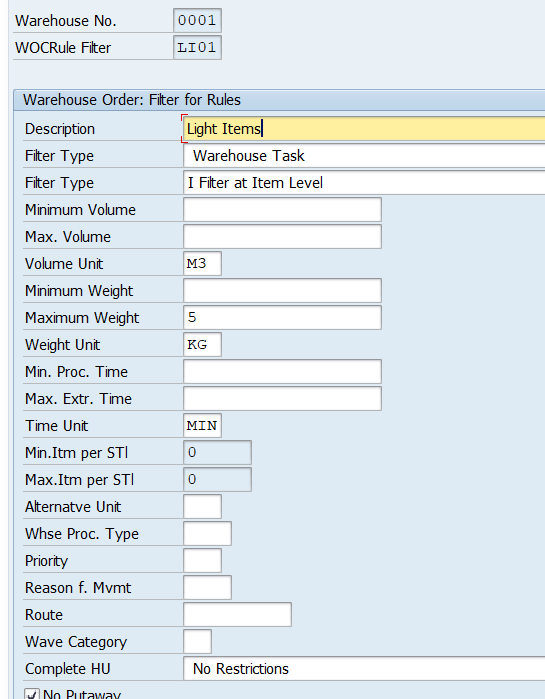 Warehouse No. 0001
WOCRule Filter LI01
Warehouse Order: Filter for Rules
Description Light Items
Filter Type Warehouse Task
Filter Type I Filter at Item Level
Minimum Volume
Max. Volume
Volume Unit M3
Minimum Weight
Maximum Weight 5
Weight Unit KG
Min. Proc. Time
Max. Extr. Time
Time Unit MIN
Min.Itm per STl 0
Max.Itm per STl 0
Alternatve Unit
Whse Proc. Type
Priority
Reason f. Mvmt
Route
Wave Category
Complete HU No Restrictions
No Putaway